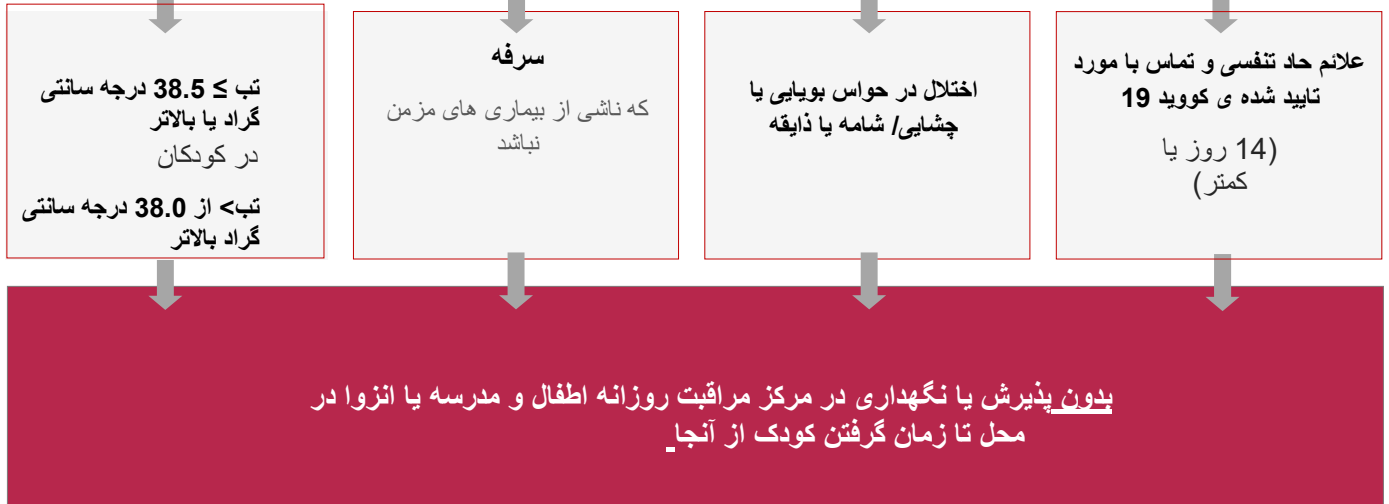 علائم حاد تنفسی و تماس با مورد
تایید شده ی کووید 19
(14 روز یا
کمتر)
اختلال در حواس بویایی یا
چشایی/ شامه یا ذایقه
سرفه
که ناشی از بیماری های مزمن
نباشد
تب ≥ 38.5 درجه سانتی
گراد یا بالاتر
در کودکان
تب> از 38.0 درجه سانتی
گراد بالاتر
بدون پذیرش یا نگهداری در مرکز مراقبت روزانه اطفال و مدرسه یا انزوا در
محل تا زمان گرفتن کودک از آنجا